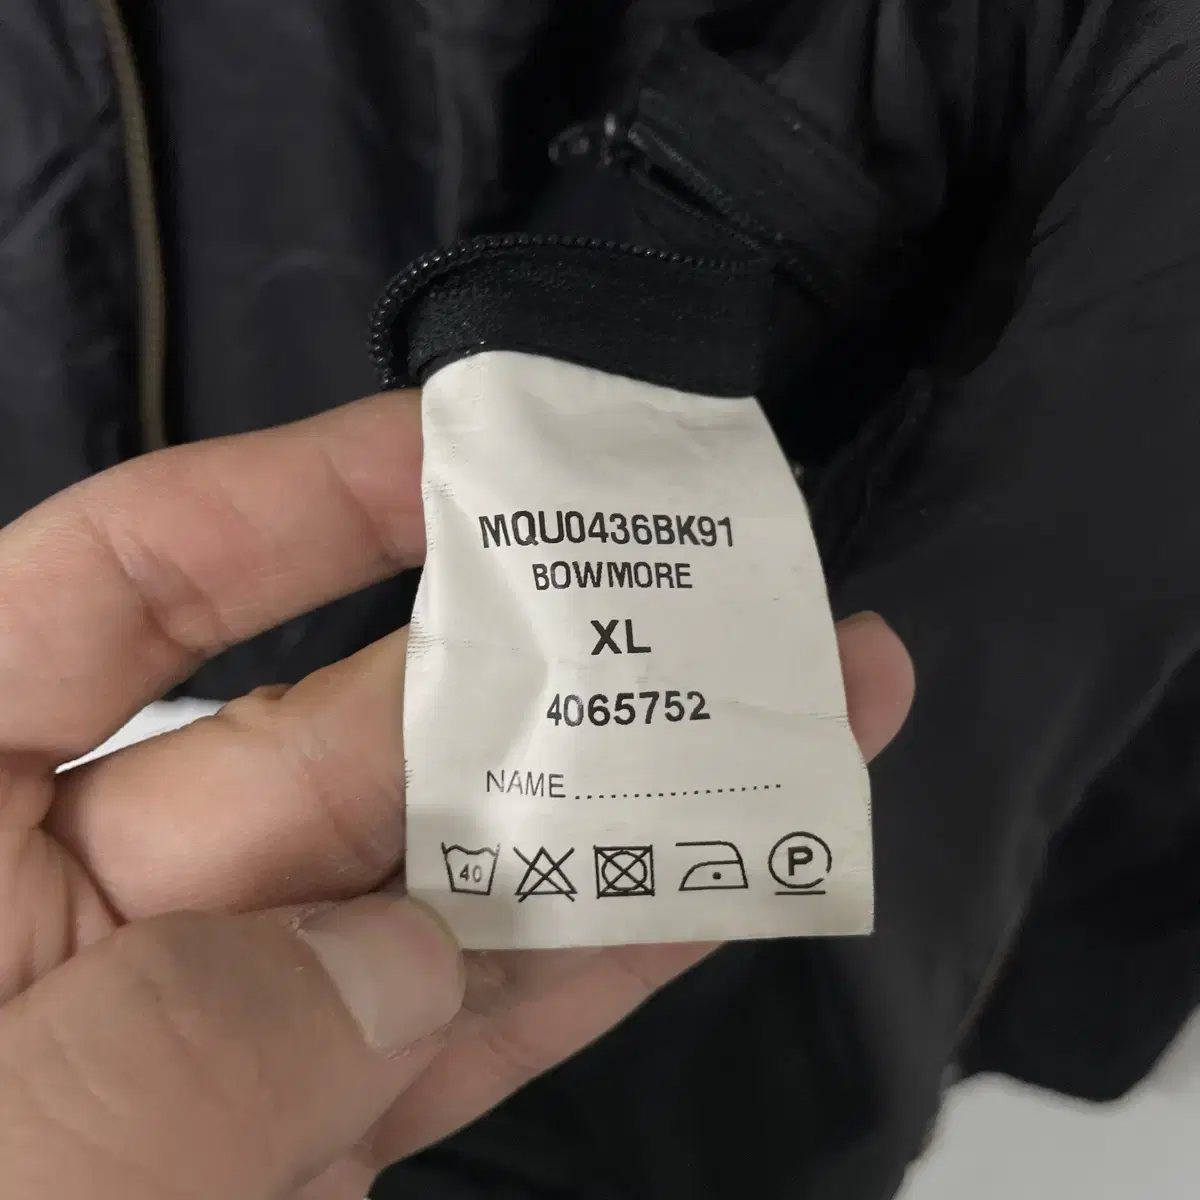 MQU0436BK91
BOWMORE
XL
4065752
NAME..................
40
P